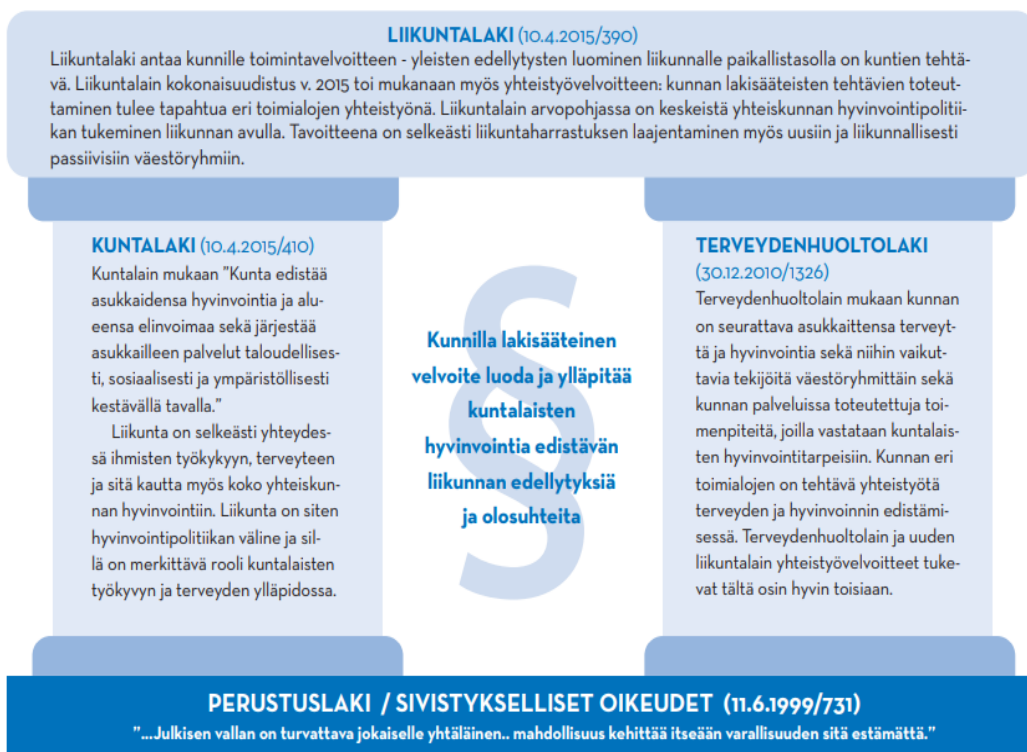 LIIKUNTALAKI (10.4.2015/390)
Liikuntalaki antaa kunnille toimintavelvoitteen - yleisten edellytysten luominen liikunnalle paikallistasolla on kuntien tehtä-
vä. Liikuntalain kokonaisuudistus v. 2015 toi mukanaan myös yhteistyövelvoitteen: kunnan lakisääteisten tehtävien toteut-
taminen tulee tapahtua eri toimialojen yhteistyönä. Liikuntalain arvopohjassa on keskeistä yhteiskunnan hyvinvointipolitii-
kan tukeminen liikunnan avulla. Tavoitteena on selkeästi liikuntaharrastuksen laajentaminen myös uusiin ja liikunnallisesti
passiivisiin väestöryhmiin.
KUNTALAKI (10.4.2015/410)
Kuntalain mukaan ”Kunta edistää
asukkaidensa hyvinvointia ja alu-
eensa elinvoimaa sekä järjestää
asukkailleen palvelut taloudellises-
ti, sosiaalisesti ja ympäristöllisesti
kestävällä tavalla.”
Liikunta on selkeästi yhteydes-
sä ihmisten työkykyyn, terveyteen
ja sitä kautta myös koko yhteiskun-
nan hyvinvointiin. Liikunta on siten
hyvinvointipolitiikan väline ja sil-
lä on merkittävä rooli kuntalaisten
työkyvyn ja terveyden ylläpidossa.
§
Kunnilla lakisääteinen
velvoite luoda ja ylläpitää
kuntalaisten
hyvinvointia edistävän
liikunnan edellytyksiä
ja olosuhteita
TERVEYDENHUOLTOLAKI
(30.12.2010/1326)
Terveydenhuoltolain mukaan kunnan
on seurattava asukkaittensa terveyt-
tä ja hyvinvointia sekä niihin vaikut-
tavia tekijöitä väestöryhmittäin sekä
kunnan palveluissa toteutettuja toi-
menpiteitä, joilla vastataan kuntalais-
ten hyvinvointitarpeisiin. Kunnan eri
toimialojen on tehtävä yhteistyötä
terveyden ja hyvinvoinnin edistämi-
sessä. Terveydenhuoltolain ja uuden
liikuntalain yhteistyövelvoitteet tuke-
vat tältä osin hyvin toisiaan.
PERUSTUSLAKI / SIVISTYKSELLISET OIKEUDET (11.6.1999/731)
”...Julkisen vallan on turvattava jokaiselle yhtäläinen.. mahdollisuus kehittää itseään varallisuuden sitä estämättä.”